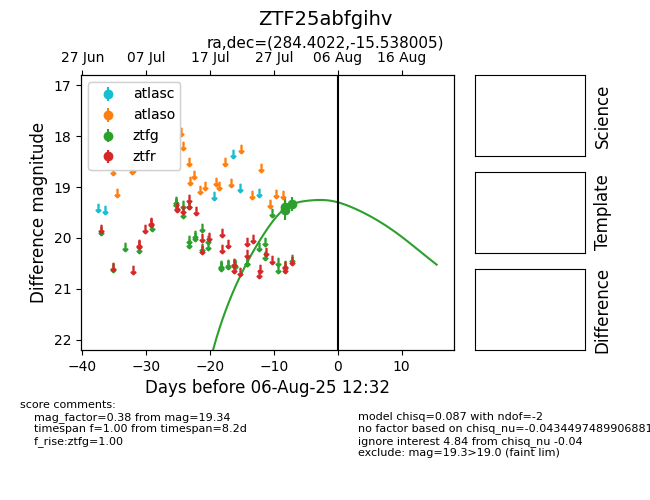 ZTF25abfgihv
ra,dec=(284.4022,-15.538005)
27 Jun 07 Jul 17 Jul 27 Jul 06 Aug 16 Aug
atlasc
atlaso
ztfg
ztfr
17
18
19
20
21
22
Difference magnitude
−40 −30 −20 −10 0 10
Days before 06-Aug-25 12:32
Science
Template
Difference
score comments:
mag_factor=0.38 from mag=19.34
timespan f=1.00 from timespan=8.2d
f_rise:ztfg=1.00
model chisq=0.087 with ndof=-2
no factor based on chisq_nu=-0.0434497489906881
ignore interest 4.84 from chisq_nu -0.04
exclude: mag=19.3>19.0 (faint lim)